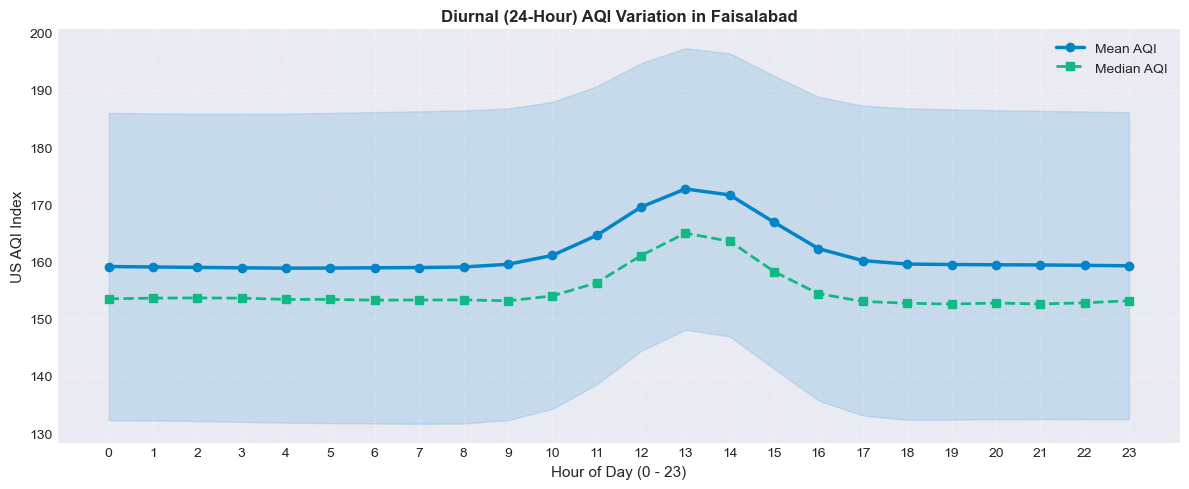 Diurnal (24-Hour) AQI Variation in Faisalabad
Mean AQI
Median AQI
US AQI Index
200
190
180
170
160
150
140
130
0 1 2 3 4 5 6 7 8 9 10 11 12 13 14 15 16 17 18 19 20 21 22 23
Hour of Day (0 - 23)